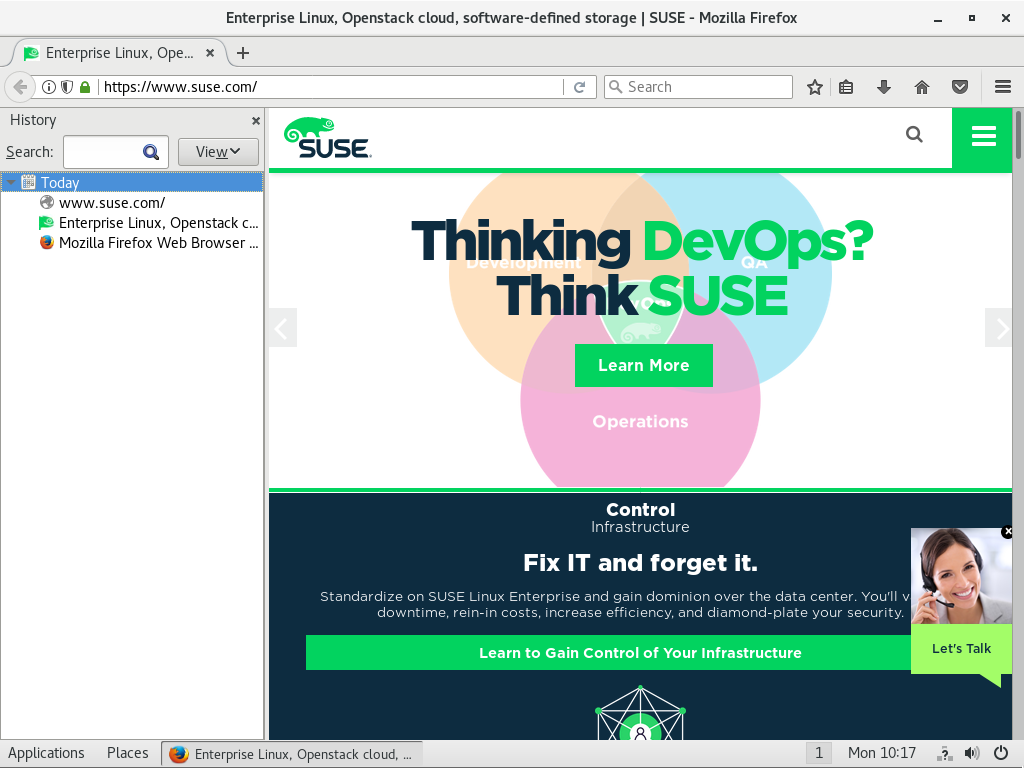 Enterprise Linux, Openstack cloud, software-defined storage | SUSE - Mozilla Firefox
Enterprise Linux, Ope...
https://www.suse.com/
Search
History
Search:
View
Today
www.suse.com/
Enterprise Linux, Openstack c...
Mozilla Firefox Web Browser ...
SUSE
Thinking DevOps?
Development
QA
Think SUSE
Learn More
Operations
Control
Infrastructure
Fix IT and forget it.
Standardize on SUSE Linux Enterprise and gain dominion over the data center. You'll
downtime, rein-in costs, increase efficiency, and diamond-plate your security.
Let's Talk
Learn to Gain Control of Your Infrastructure
Applications
Places
Enterprise Linux, Openstack cloud, ...
1
Mon 10:17